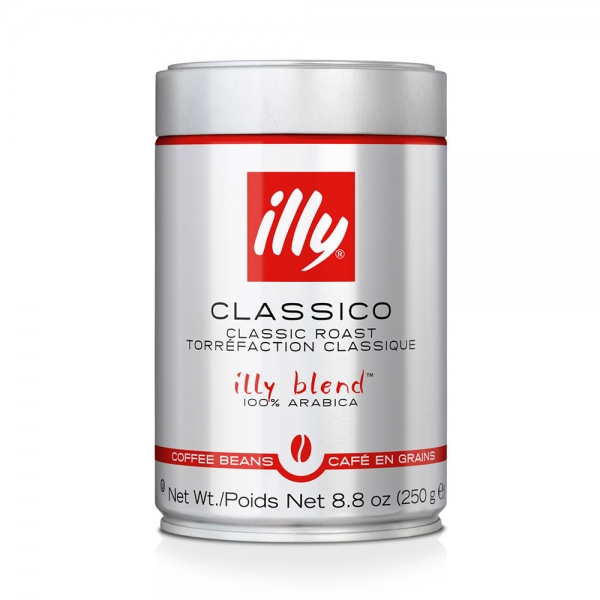 illy®
CLASSICO
CLASSIC ROAST
TORRÉFACTION CLASSIQUE
illy blend™
100% ARABICA
COFFEE BEANS CAFÉ EN GRAINS
Net Wt./Poids Net 8.8 oz (250 g e